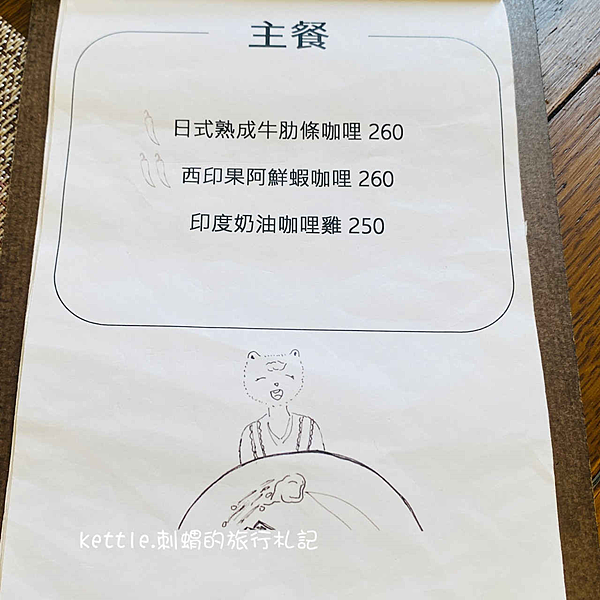 主餐
日式熟成牛肋條咖哩 260
西印果阿鮮蝦咖哩 260
印度奶油咖哩雞 250
kettle.刺蝟的旅行札記